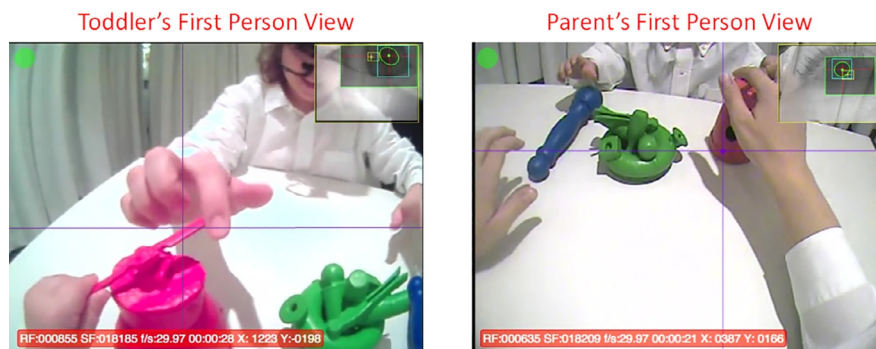 Toddler's First Person View
Parent's First Person View
RF:000855 SF:018185 f/s:29.97 00:00:28 X: 1223 Y:-0198
RF:000635 SF:018209 f/s:29.97 00:00:21 X: 0387 Y: 0166